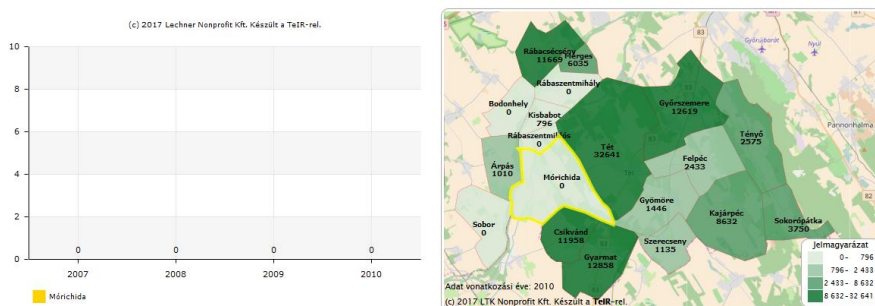 (c) 2017 Lechner Nonprofit Kft. Készült a TeIR-rel.
10
8
6
4
2
0
0 0 0 0
2007 2008 2009 2010
Mórichida
83
Győrújbarát
Nyúl
Rábacsécsény
11669
Mérges
6035
Rábaszentmihály
0
Győrszemere
12619
Bodonhely
0
Kisbabot
796
Rábaszentmiklós
0
Tét
32641
Tényő
2575
Pannonhalma
Árpás
1010
Felpéc
2433
Mórichida
0
82
Gyömöre
1446
Kajárpéc
8632
Sokorópátka
3750
Sobor
0
Csikvánd
11958
Szerecseny
1135
Gyarmat
12858
Jelmagyarázat
0 - 796
796 - 2 433
2 433 - 8 632
8 632 - 32 641
Adat vonatkozási éve: 2010
(c) 2017 LTK Nonprofit Kft. Készült a TeIR-rel.